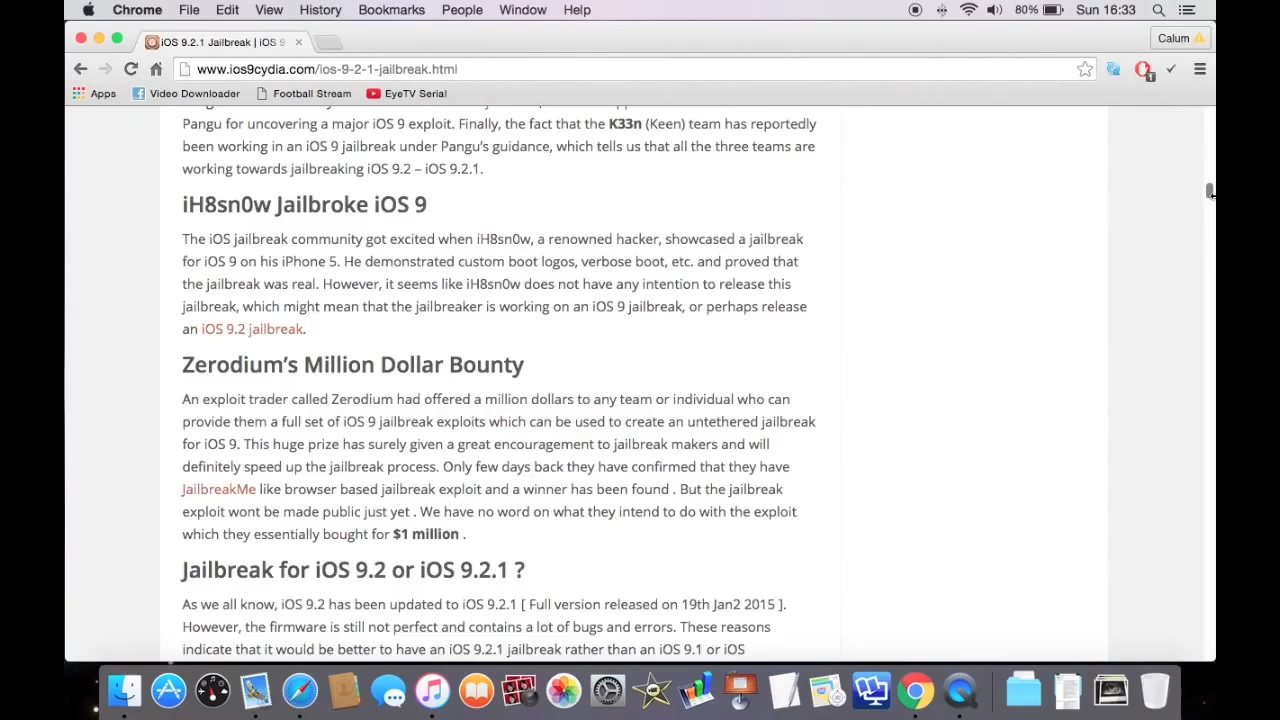 Chrome File Edit View History Bookmarks People Window Help 80% Sun 16:33
iOS 9.2.1 Jailbreak | iOS 9
Calum
www.ios9cydia.com/ios-9-2-1-jailbreak.html
1
Apps Video Downloader Football Stream EyeTV Serial
Pangu for uncovering a major iOS 9 exploit. Finally, the fact that the K33n (Keen) team has reportedly
been working in an iOS 9 jailbreak under Pangu's guidance, which tells us that all the three teams are
working towards jailbreaking iOS 9.2 – iOS 9.2.1.
iH8sn0w Jailbroke iOS 9
The iOS jailbreak community got excited when iH8sn0w, a renowned hacker, showcased a jailbreak
for iOS 9 on his iPhone 5. He demonstrated custom boot logos, verbose boot, etc. and proved that
the jailbreak was real. However, it seems like iH8sn0w does not have any intention to release this
jailbreak, which might mean that the jailbreaker is working on an iOS 9 jailbreak, or perhaps release
an iOS 9.2 jailbreak.
Zerodium's Million Dollar Bounty
An exploit trader called Zerodium had offered a million dollars to any team or individual who can
provide them a full set of iOS 9 jailbreak exploits which can be used to create an untethered jailbreak
for iOS 9. This huge prize has surely given a great encouragement to jailbreak makers and will
definitely speed up the jailbreak process. Only few days back they have confirmed that they have
JailbreakMe like browser based jailbreak exploit and a winner has been found . But the jailbreak
exploit wont be made public just yet . We have no word on what they intend to do with the exploit
which they essentially bought for $1 million .
Jailbreak for iOS 9.2 or iOS 9.2.1 ?
As we all know, iOS 9.2 has been updated to iOS 9.2.1 [ Full version released on 19th Jan2 2015 ].
However, the firmware is still not perfect and contains a lot of bugs and errors. These reasons
indicate that it would be better to have an iOS 9.2.1 jailbreak rather than an iOS 9.1 or iOS